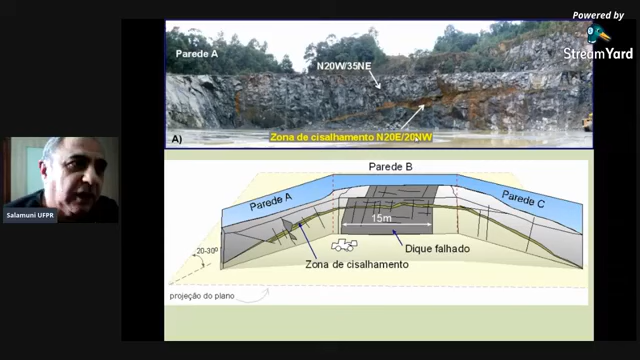 Powered by
StreamYard
Parede A
N20W/35NE
Zona de cisalhamento N20E/20NW
A)
Parede B
Parede A
Parede C
15m
20-30º
Dique falhado
Zona de cisalhamento
projeção do plano
Salamuni UFPR